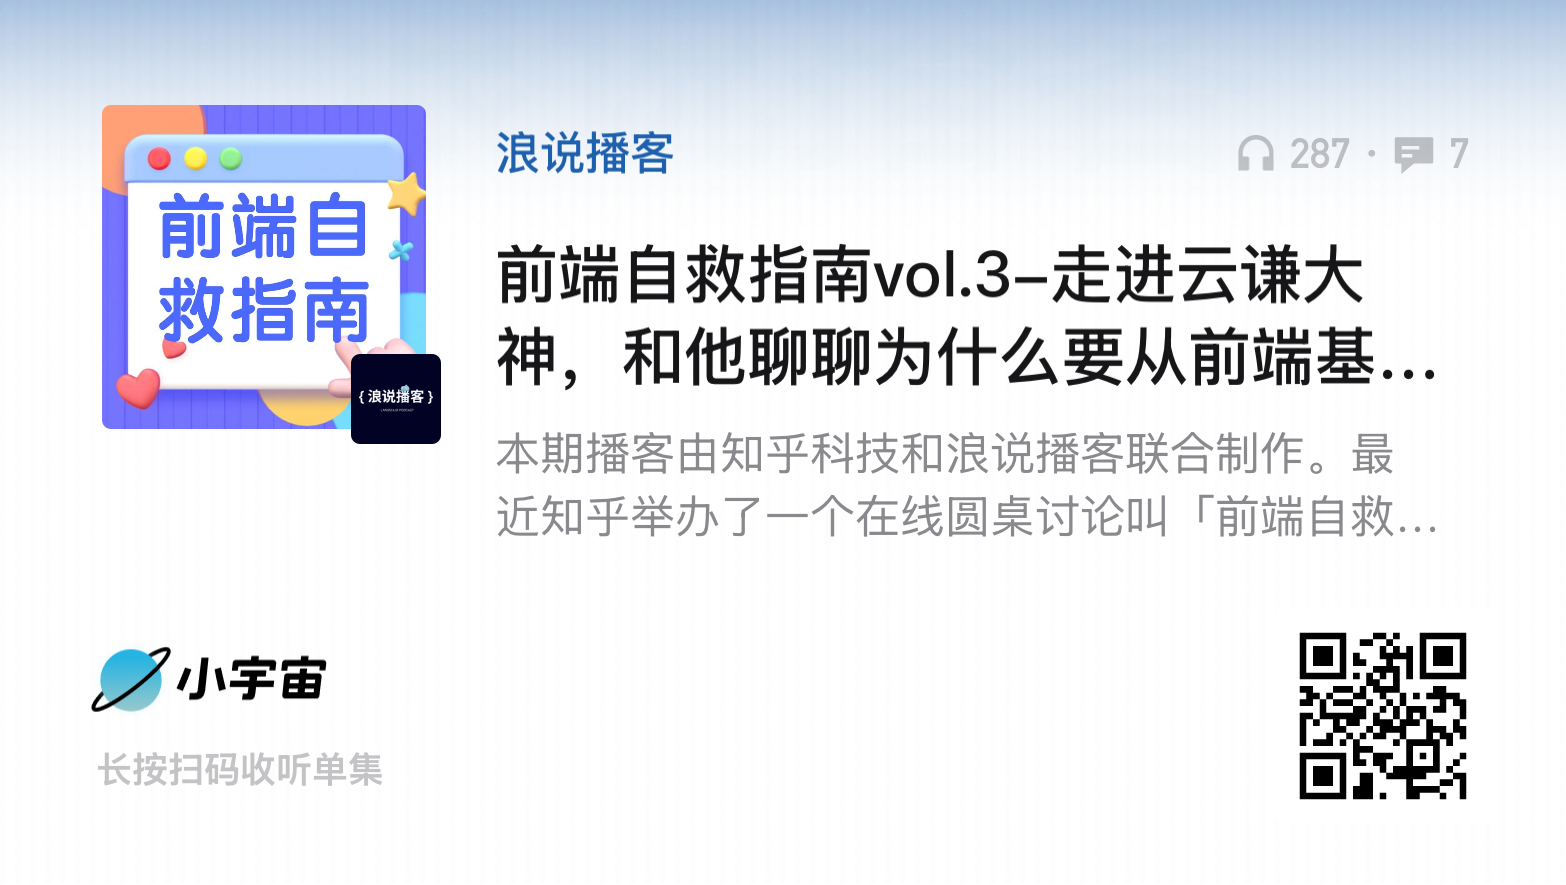 前端自
救指南
{ 浪说播客 }
浪说播客
287 · 7
前端自救指南vol.3–走进云谦大
神，和他聊聊为什么要从前端基...
本期播客由知乎科技和浪说播客联合制作。最
近知乎举办了一个在线圆桌讨论叫「前端自救...
小宇宙
长按扫码收听单集